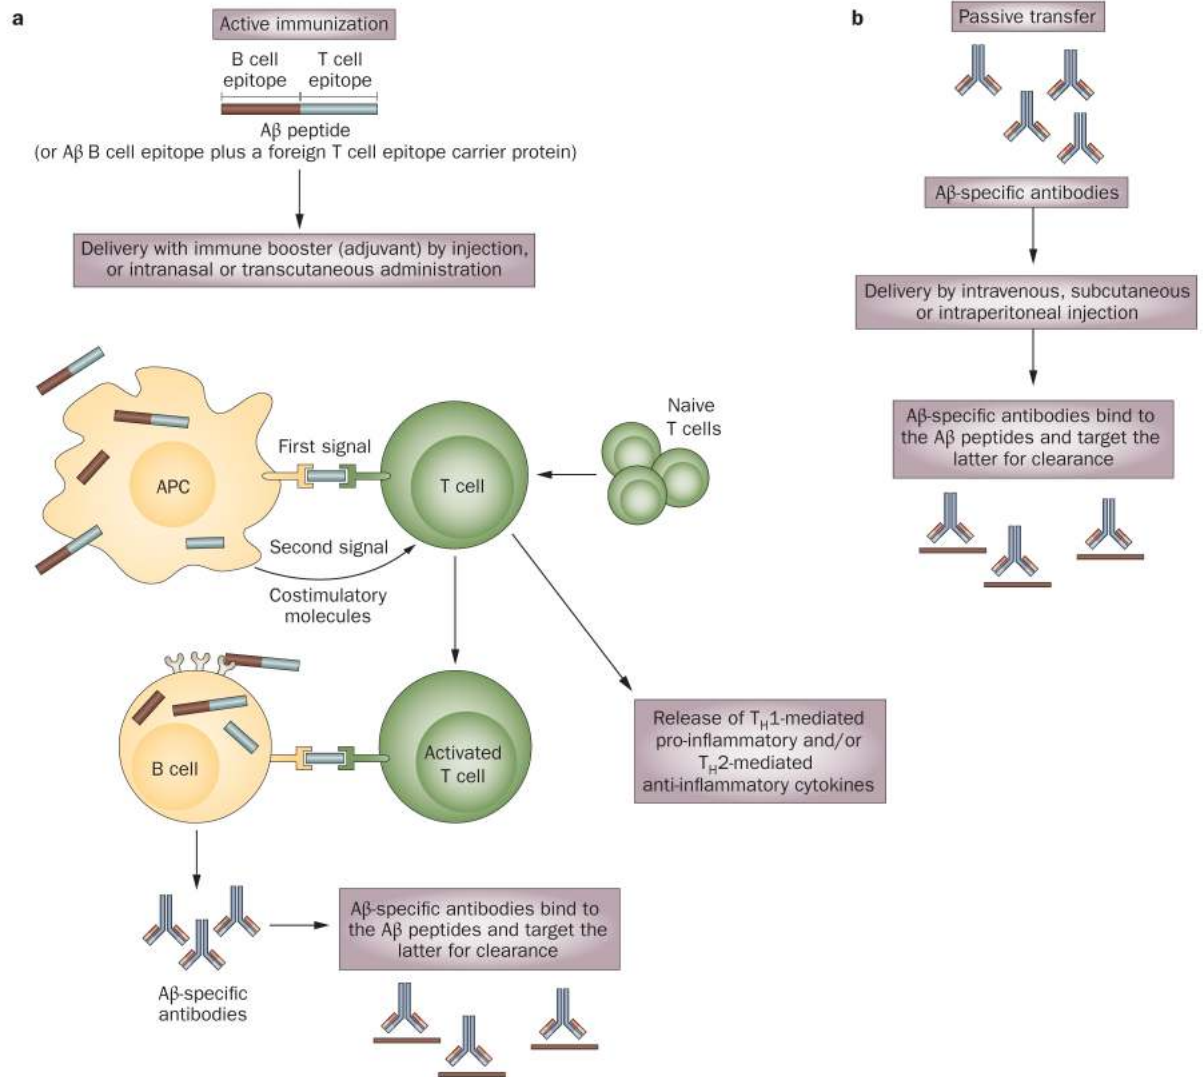 a
Active immunization
B cell
epitope
T cell
epitope
Aβ peptide
(or Aβ B cell epitope plus a foreign T cell epitope carrier protein)
Delivery with immune booster (adjuvant) by injection,
or intranasal or transcutaneous administration
APC
First signal
T cell
Naive
T cells
Second signal
Costimulatory
molecules
B cell
Activated
T cell
Release of TH1-mediated
pro-inflammatory and/or
TH2-mediated
anti-inflammatory cytokines
Aβ-specific
antibodies
Aβ-specific antibodies bind to
the Aβ peptides and target the
latter for clearance
b
Passive transfer
Aβ-specific antibodies
Delivery by intravenous, subcutaneous
or intraperitoneal injection
Aβ-specific antibodies bind to
the Aβ peptides and target the
latter for clearance